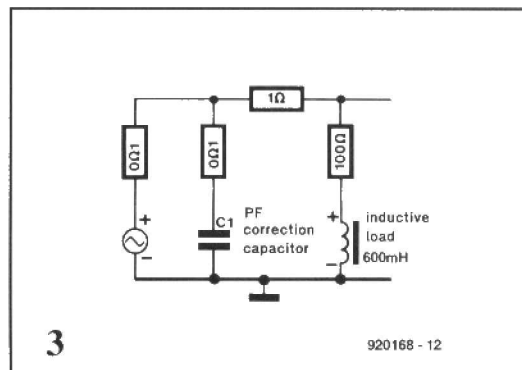 1Ω
0Ω1
0Ω1
100Ω
+
C1
PF
correction
capacitor
+
inductive
load
600mH
-
-
3
920168 - 12